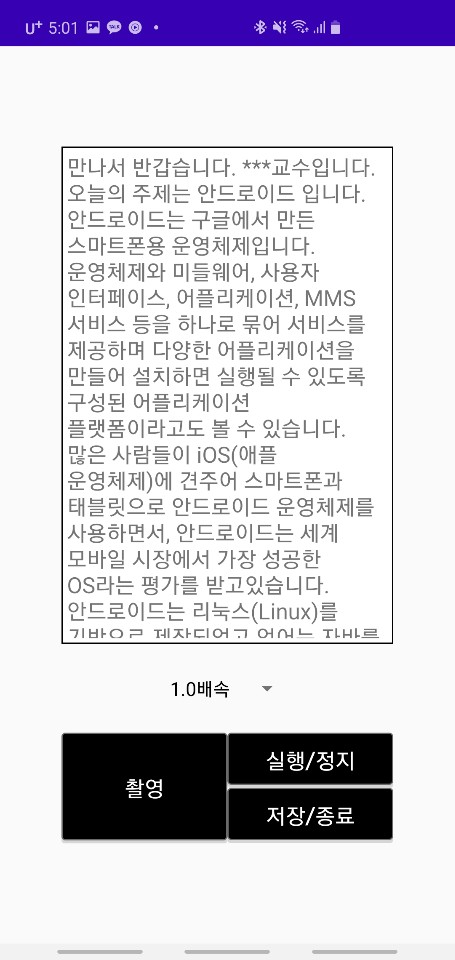 U+ 5:01
만나서 반갑습니다. ***교수입니다.
오늘의 주제는 안드로이드 입니다.
안드로이드는 구글에서 만든
스마트폰용 운영체제입니다.
운영체제와 미들웨어, 사용자
인터페이스, 어플리케이션, MMS
서비스 등을 하나로 묶어 서비스를
제공하며 다양한 어플리케이션을
만들어 설치하면 실행될 수 있도록
구성된 어플리케이션
플랫폼이라고도 볼 수 있습니다.
많은 사람들이 iOS(애플
운영체제)에 견주어 스마트폰과
태블릿으로 안드로이드 운영체제를
사용하면서, 안드로이드는 세계
모바일 시장에서 가장 성공한
OS라는 평가를 받고있습니다.
안드로이드는 리눅스(Linux)를
기반으로 제작되었고 언어는 자바를
1.0배속
촬영
실행/정지
저장/종료